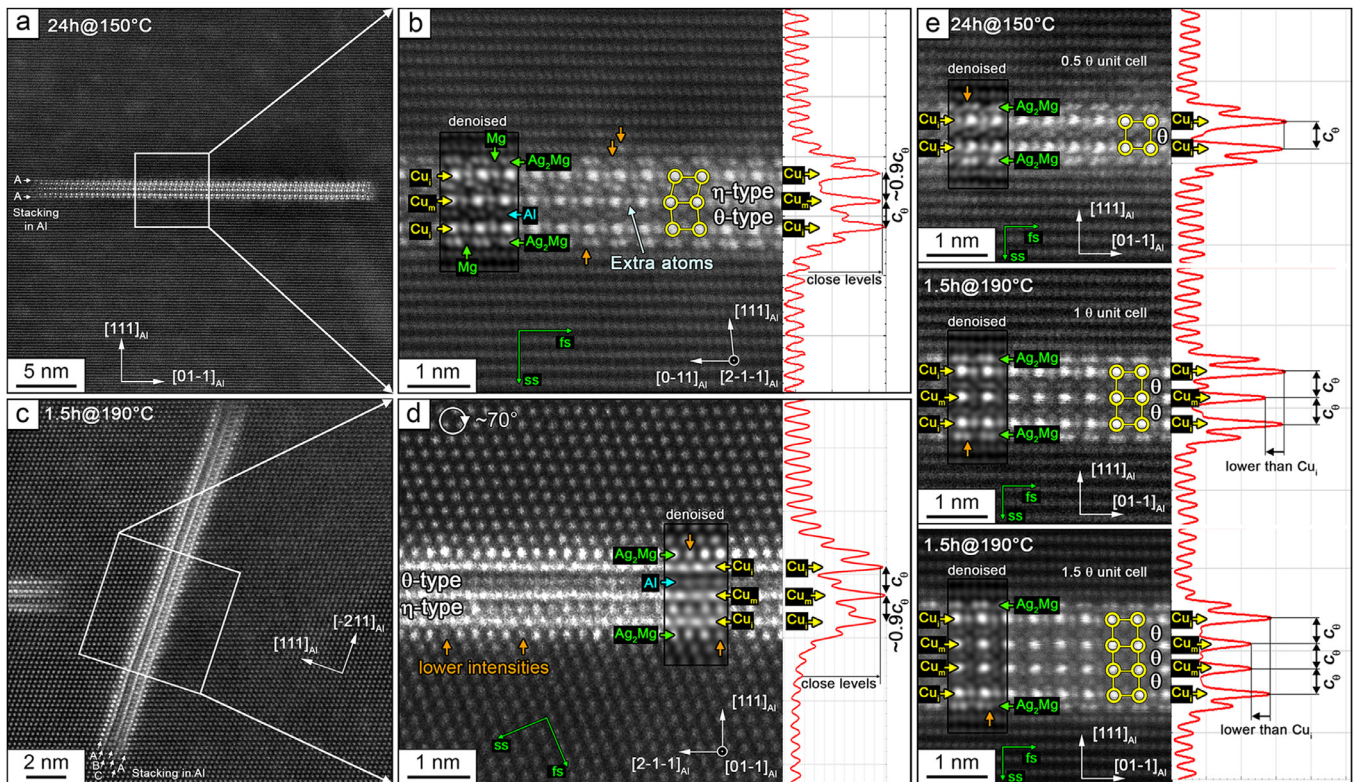 a
24h@150°C
A
A
Stacking
in Al
[111]Al
[01-1]Al
5 nm
b
denoised
Mg
Ag₂Mg
Cuᵢ
Cuₘ
Al
Cuᵢ
Ag₂Mg
Mg
η-type
θ-type
Extra atoms
Cuᵢ
Cuₘ
Cuᵢ
~0.9cθ
cθ
close levels
fs
ss
[111]Al
[0-11]Al
[2-1-1]Al
1 nm
c
1.5h@190°C
[111]Al
[-211]Al
A
B
C
A
Stacking in Al
2 nm
d
~70°
denoised
Ag₂Mg
Cuᵢ
θ-type
Al
Cuₘ
η-type
Cuᵢ
Ag₂Mg
lower intensities
Cuᵢ
Cuₘ
Cuᵢ
cθ
~0.9cθ
close levels
ss
fs
[111]Al
[2-1-1]Al
[01-1]Al
1 nm
e
24h@150°C
denoised
0.5 θ unit cell
Ag₂Mg
Cuᵢ
Cuᵢ
Ag₂Mg
θ
Cuᵢ
Cuᵢ
cθ
[111]Al
[01-1]Al
fs
ss
1 nm
1.5h@190°C
denoised
1 θ unit cell
Ag₂Mg
Cuᵢ
Cuₘ
Cuᵢ
Ag₂Mg
θ
θ
Cuᵢ
Cuₘ
Cuᵢ
cθ
cθ
lower than Cuᵢ
[111]Al
[01-1]Al
fs
ss
1 nm
1.5h@190°C
denoised
1.5 θ unit cell
Ag₂Mg
Cuᵢ
Cuₘ
Cuₘ
Cuᵢ
Ag₂Mg
θ
θ
θ
Cuᵢ
Cuₘ
Cuₘ
Cuᵢ
cθ
cθ
cθ
lower than Cuᵢ
[111]Al
[01-1]Al
fs
ss
1 nm